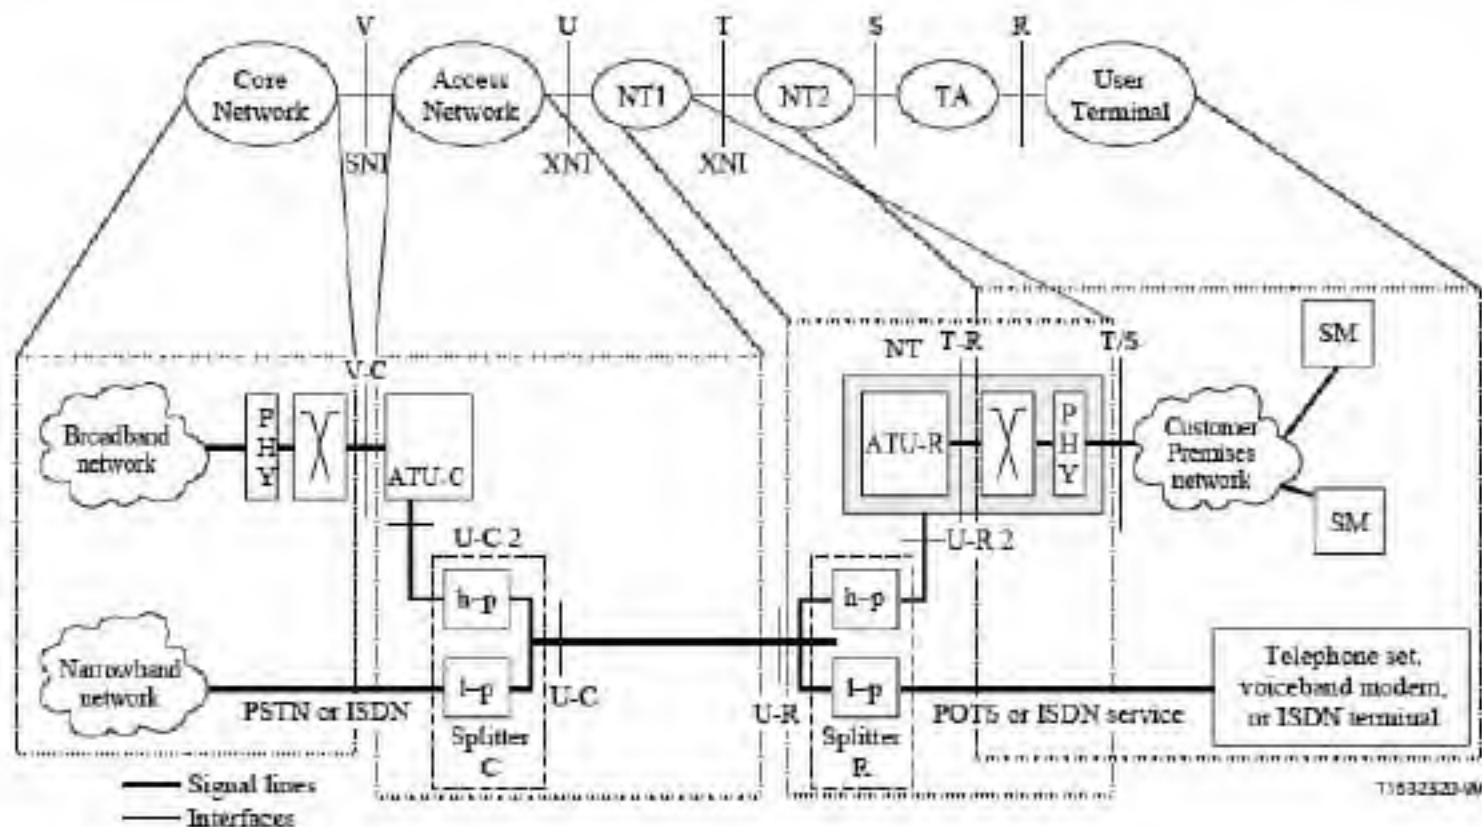 V
U
T
S
R
Core
Network
Access
Network
NT1
NT2
TA
User
Terminal
SNI
XNI
XNI
V-C
NT
T-R
T/S
SM
Broadband
network
PHY
ATU-C
ATU-R
PHY
Customer
Premises
network
SM
U-C 2
U-R 2
h-p
h-p
Narrowband
network
PSTN or ISDN
l-p
U-C
U-R
l-p
POTS or ISDN service
Telephone set,
voiceband modem,
or ISDN terminal
Splitter
C
Splitter
R
Signal lines
Interfaces